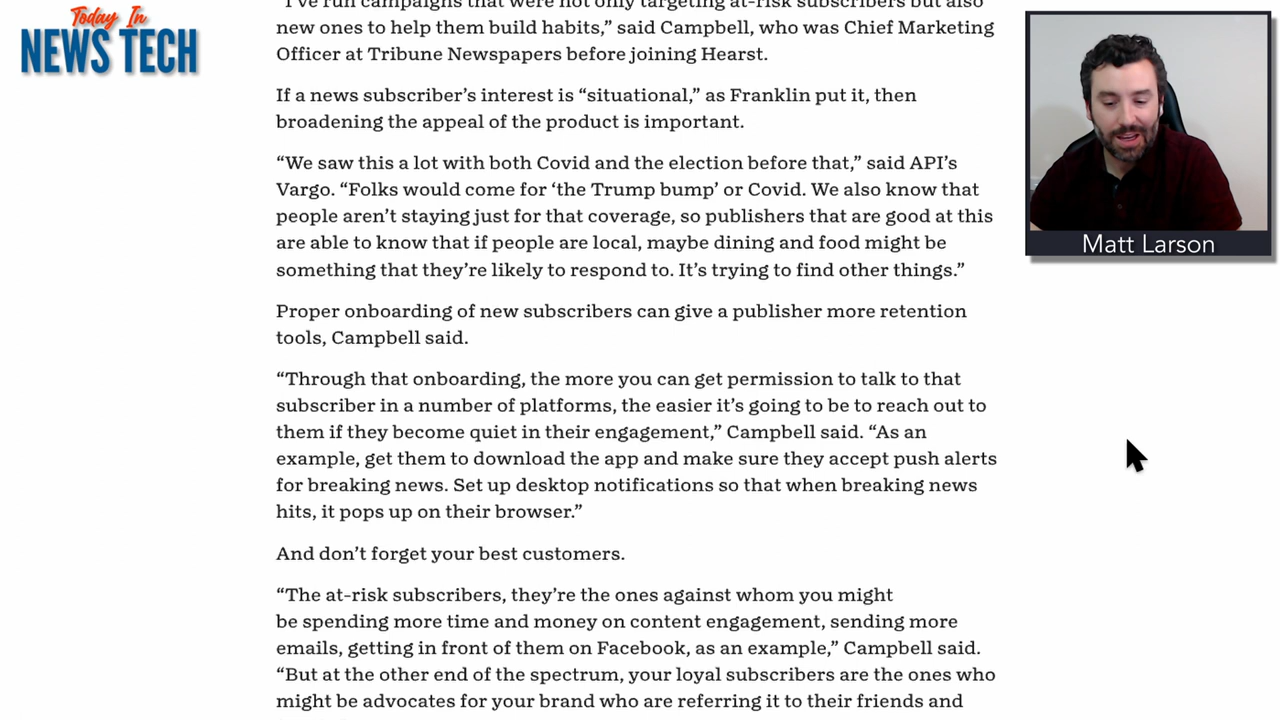 Today In
NEWS TECH
“I’ve run campaigns that were not only targeting at-risk subscribers but also
new ones to help them build habits,” said Campbell, who was Chief Marketing
Officer at Tribune Newspapers before joining Hearst.
If a news subscriber’s interest is “situational,” as Franklin put it, then
broadening the appeal of the product is important.
“We saw this a lot with both Covid and the election before that,” said API’s
Vargo. “Folks would come for ‘the Trump bump’ or Covid. We also know that
people aren’t staying just for that coverage, so publishers that are good at this
are able to know that if people are local, maybe dining and food might be
something that they’re likely to respond to. It’s trying to find other things.”
Proper onboarding of new subscribers can give a publisher more retention
tools, Campbell said.
“Through that onboarding, the more you can get permission to talk to that
subscriber in a number of platforms, the easier it’s going to be to reach out to
them if they become quiet in their engagement,” Campbell said. “As an
example, get them to download the app and make sure they accept push alerts
for breaking news. Set up desktop notifications so that when breaking news
hits, it pops up on their browser.”
And don’t forget your best customers.
“The at-risk subscribers, they’re the ones against whom you might
be spending more time and money on content engagement, sending more
emails, getting in front of them on Facebook, as an example,” Campbell said.
“But at the other end of the spectrum, your loyal subscribers are the ones who
might be advocates for your brand who are referring it to their friends and
Matt Larson